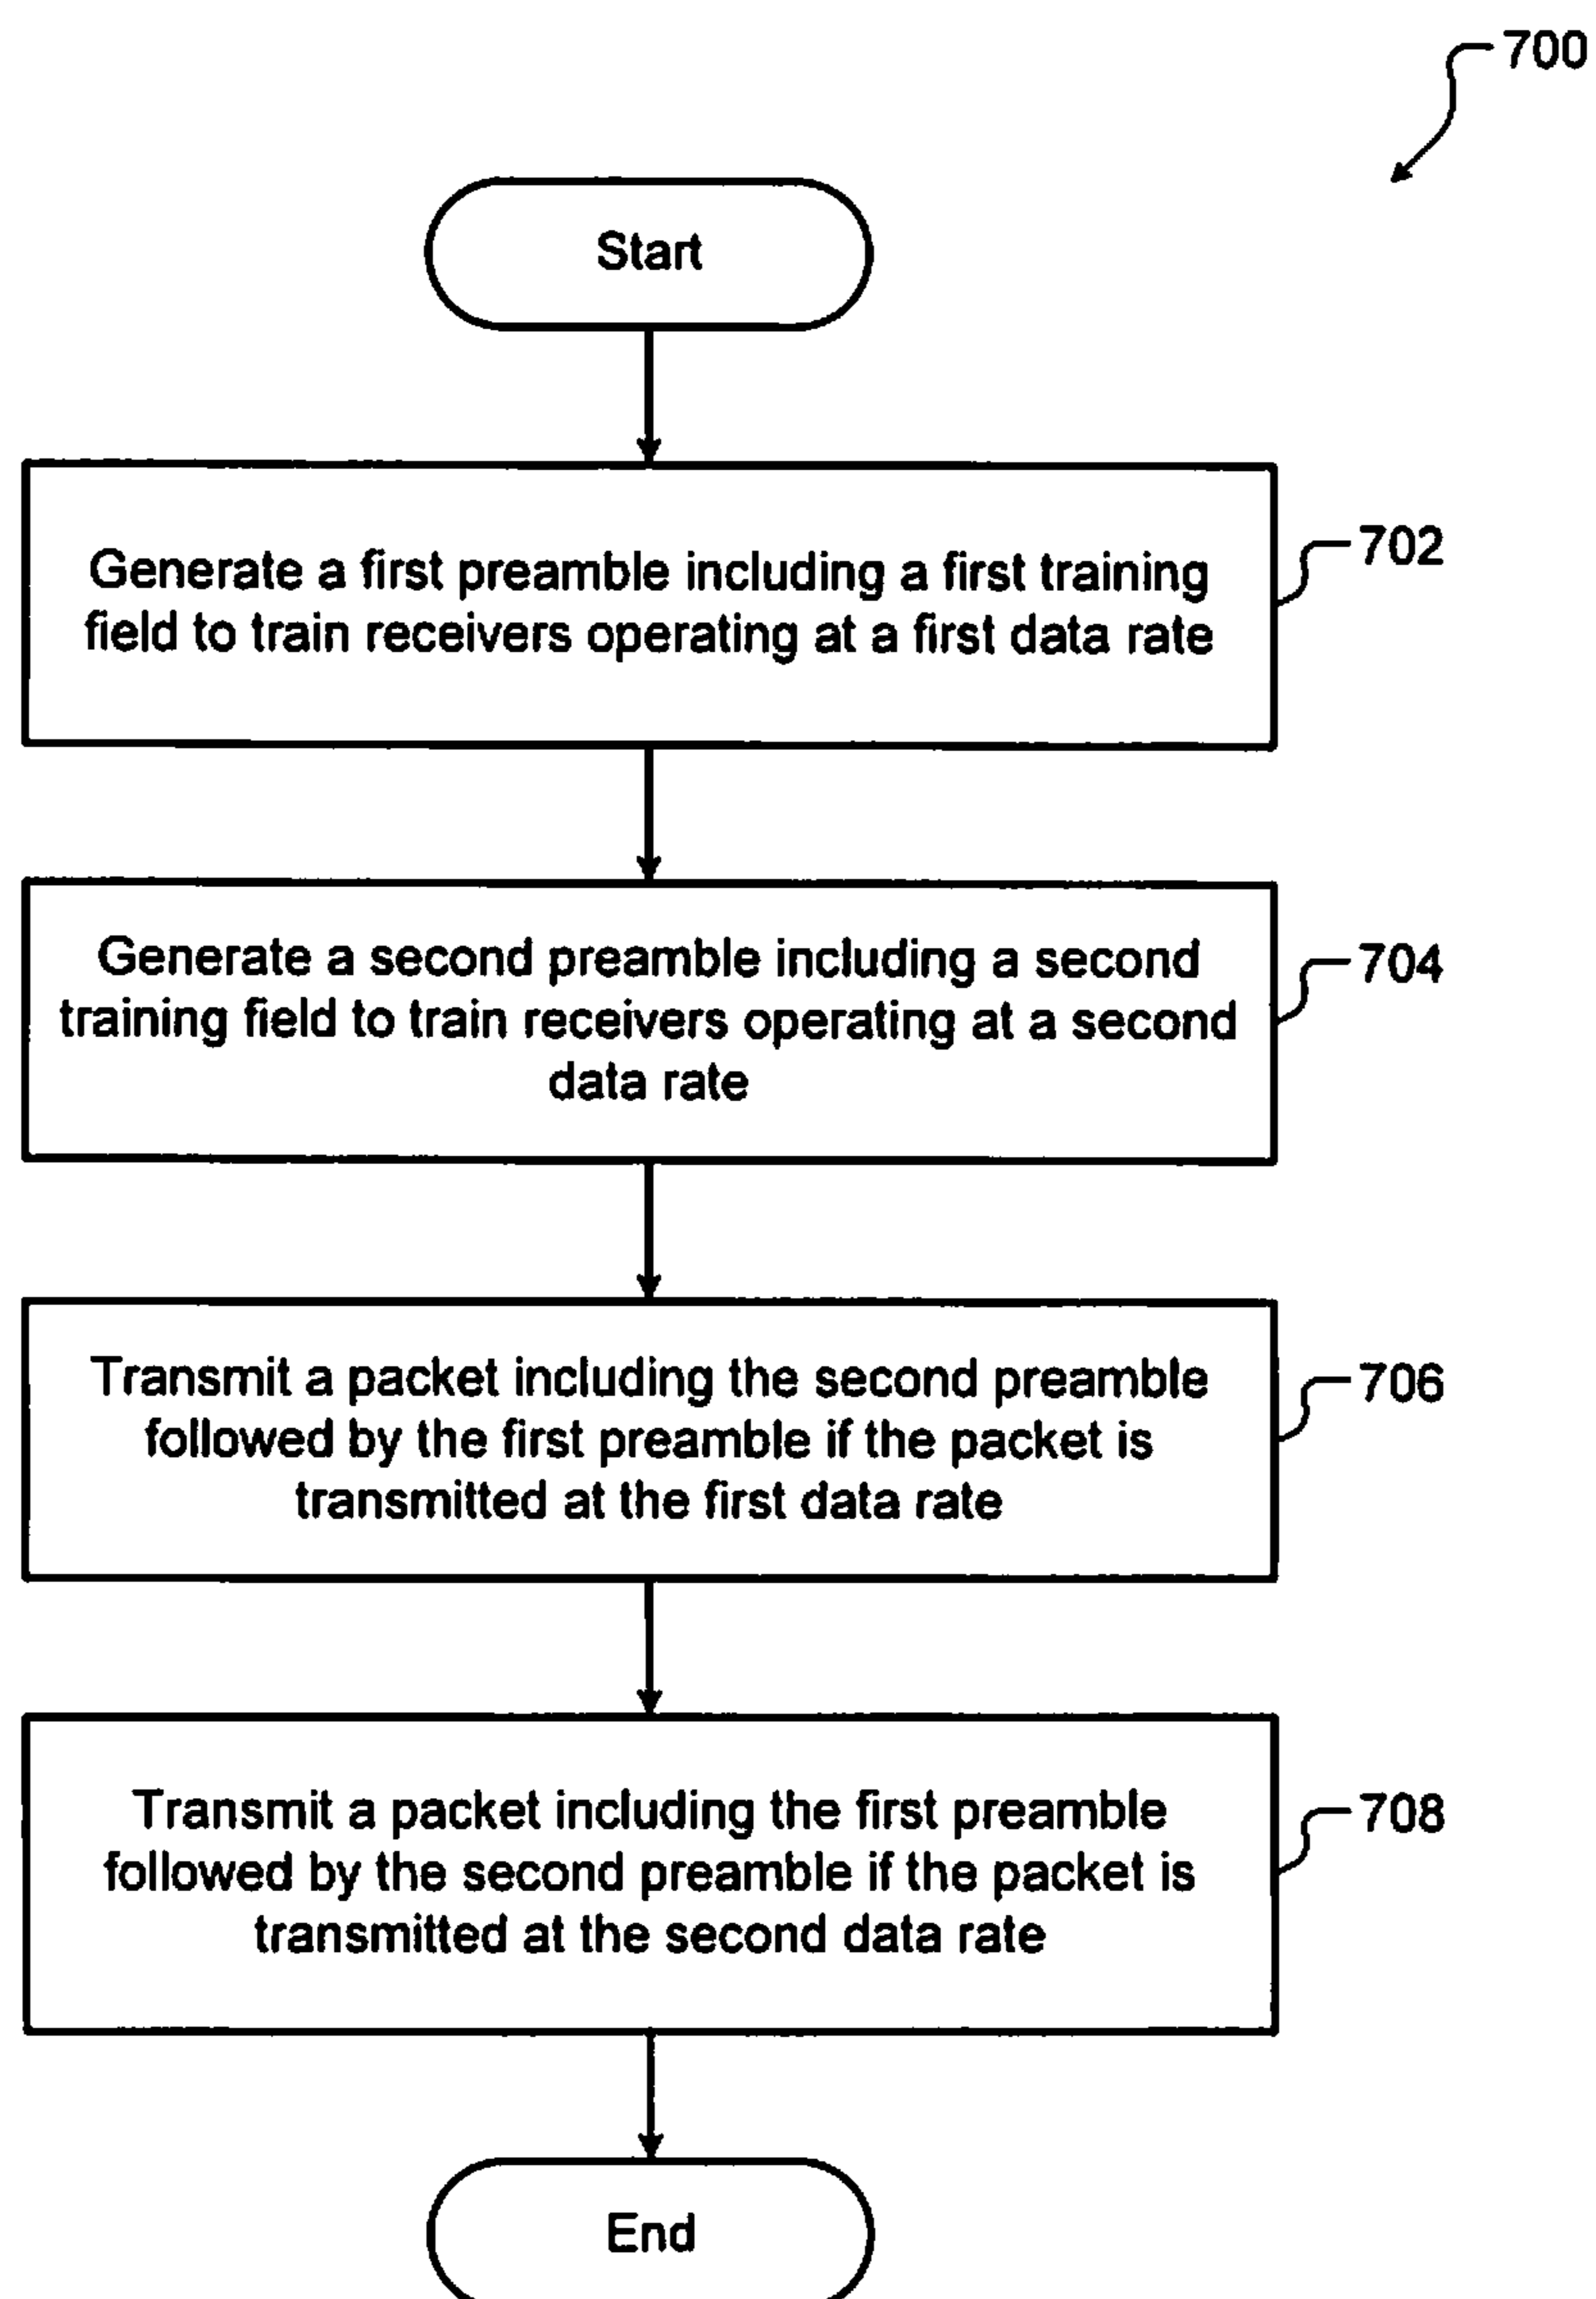 700
Start
Generate a first preamble including a first training
field to train receivers operating at a first data rate
702
Generate a second preamble including a second
training field to train receivers operating at a second
data rate
704
Transmit a packet including the second preamble
followed by the first preamble if the packet is
transmitted at the first data rate
706
Transmit a packet including the first preamble
followed by the second preamble if the packet is
transmitted at the second data rate
708
End